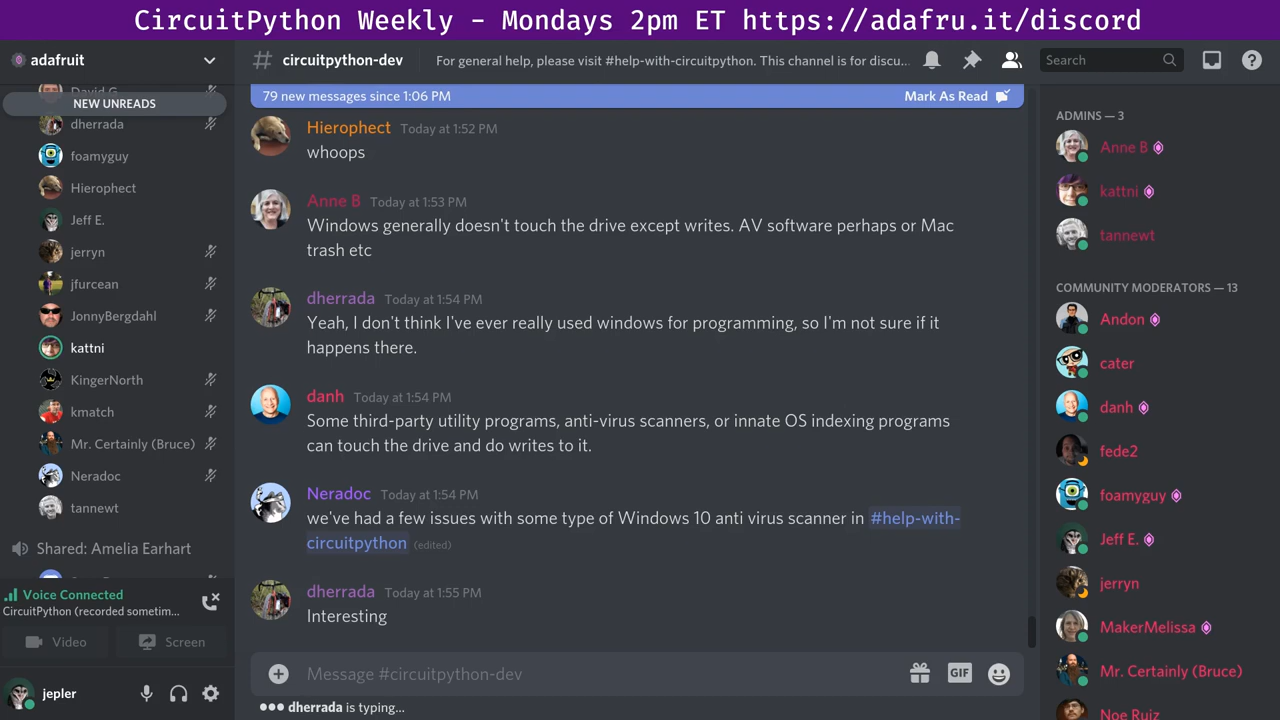 CircuitPython Weekly - Mondays 2pm ET https://adafru.it/discord
adafruit
David G.
NEW UNREADS
dherrada
foamyguy
Hierophect
Jeff E.
jerryn
jfurcean
JonnyBergdahl
kattni
KingerNorth
kmatch
Mr. Certainly (Bruce)
Neradoc
tannewt
Shared: Amelia Earhart
Voice Connected
CircuitPython (recorded sometim...
Video
Screen
jepler
# circuitpython-dev
For general help, please visit #help-with-circuitpython. This channel is for discu...
Search
79 new messages since 1:06 PM
Mark As Read
Hierophect Today at 1:52 PM
whoops
Anne B Today at 1:53 PM
Windows generally doesn't touch the drive except writes. AV software perhaps or Mac
trash etc
dherrada Today at 1:54 PM
Yeah, I don't think I've ever really used windows for programming, so I'm not sure if it
happens there.
danh Today at 1:54 PM
Some third-party utility programs, anti-virus scanners, or innate OS indexing programs
can touch the drive and do writes to it.
Neradoc Today at 1:54 PM
we've had a few issues with some type of Windows 10 anti virus scanner in #help-with-
circuitpython (edited)
dherrada Today at 1:55 PM
Interesting
Message #circuitpython-dev
GIF
dherrada is typing...
ADMINS — 3
Anne B
kattni
tannewt
COMMUNITY MODERATORS — 13
Andon
cater
danh
fede2
foamyguy
Jeff E.
jerryn
MakerMelissa
Mr. Certainly (Bruce)
Noe Ruiz